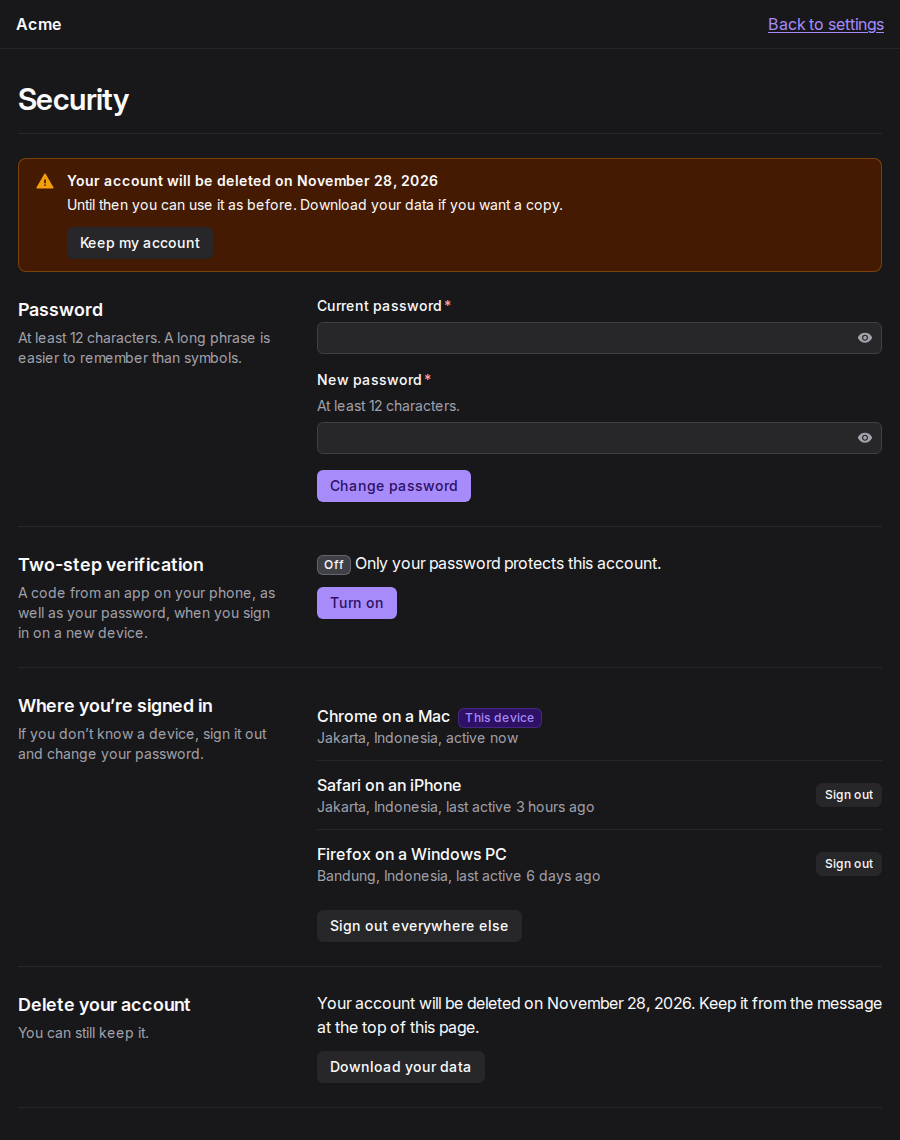 Acme
Back to settings
Security
Your account will be deleted on November 28, 2026
Until then you can use it as before. Download your data if you want a copy.
Keep my account
Password
At least 12 characters. A long phrase is
easier to remember than symbols.
Current password *
New password *
At least 12 characters.
Change password
Two-step verification
A code from an app on your phone, as
well as your password, when you sign
in on a new device.
Off Only your password protects this account.
Turn on
Where you’re signed in
If you don’t know a device, sign it out
and change your password.
Chrome on a Mac This device
Jakarta, Indonesia, active now
Safari on an iPhone
Jakarta, Indonesia, last active 3 hours ago
Sign out
Firefox on a Windows PC
Bandung, Indonesia, last active 6 days ago
Sign out
Sign out everywhere else
Delete your account
You can still keep it.
Your account will be deleted on November 28, 2026. Keep it from the message
at the top of this page.
Download your data